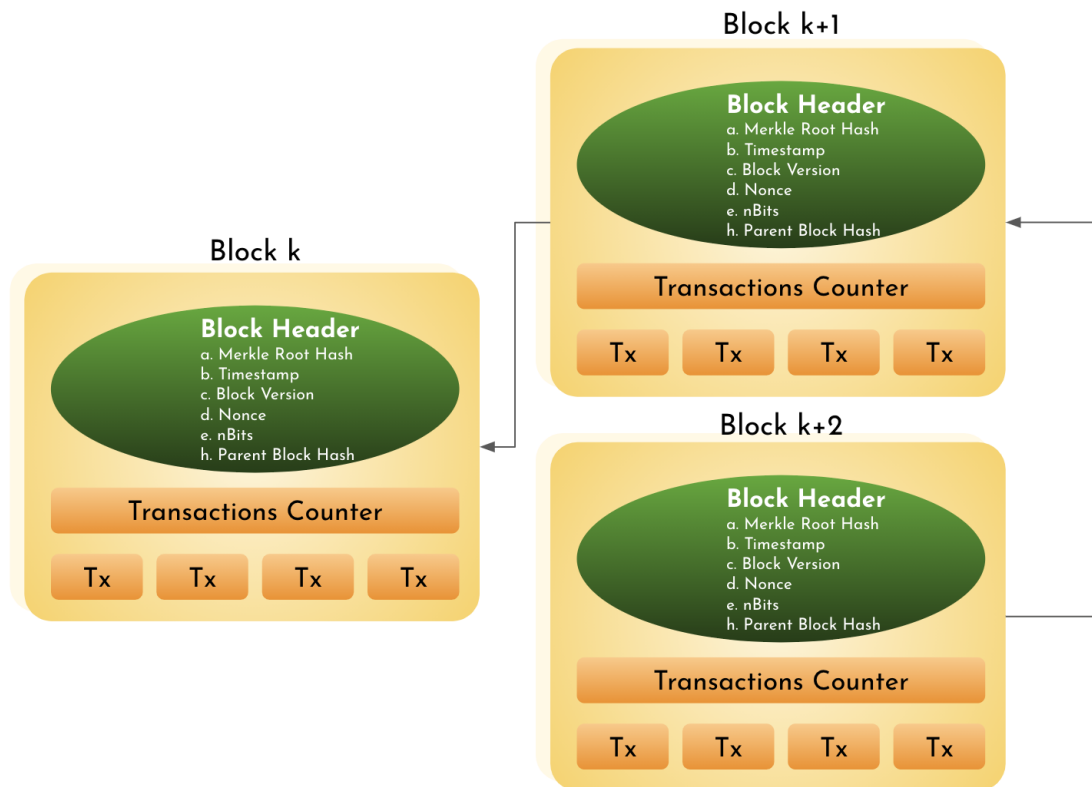 Block k
Block Header
a. Merkle Root Hash
b. Timestamp
c. Block Version
d. Nonce
e. nBits
h. Parent Block Hash
Transactions Counter
Tx Tx Tx Tx
Block k+1
Block Header
a. Merkle Root Hash
b. Timestamp
c. Block Version
d. Nonce
e. nBits
h. Parent Block Hash
Transactions Counter
Tx Tx Tx Tx
Block k+2
Block Header
a. Merkle Root Hash
b. Timestamp
c. Block Version
d. Nonce
e. nBits
h. Parent Block Hash
Transactions Counter
Tx Tx Tx Tx